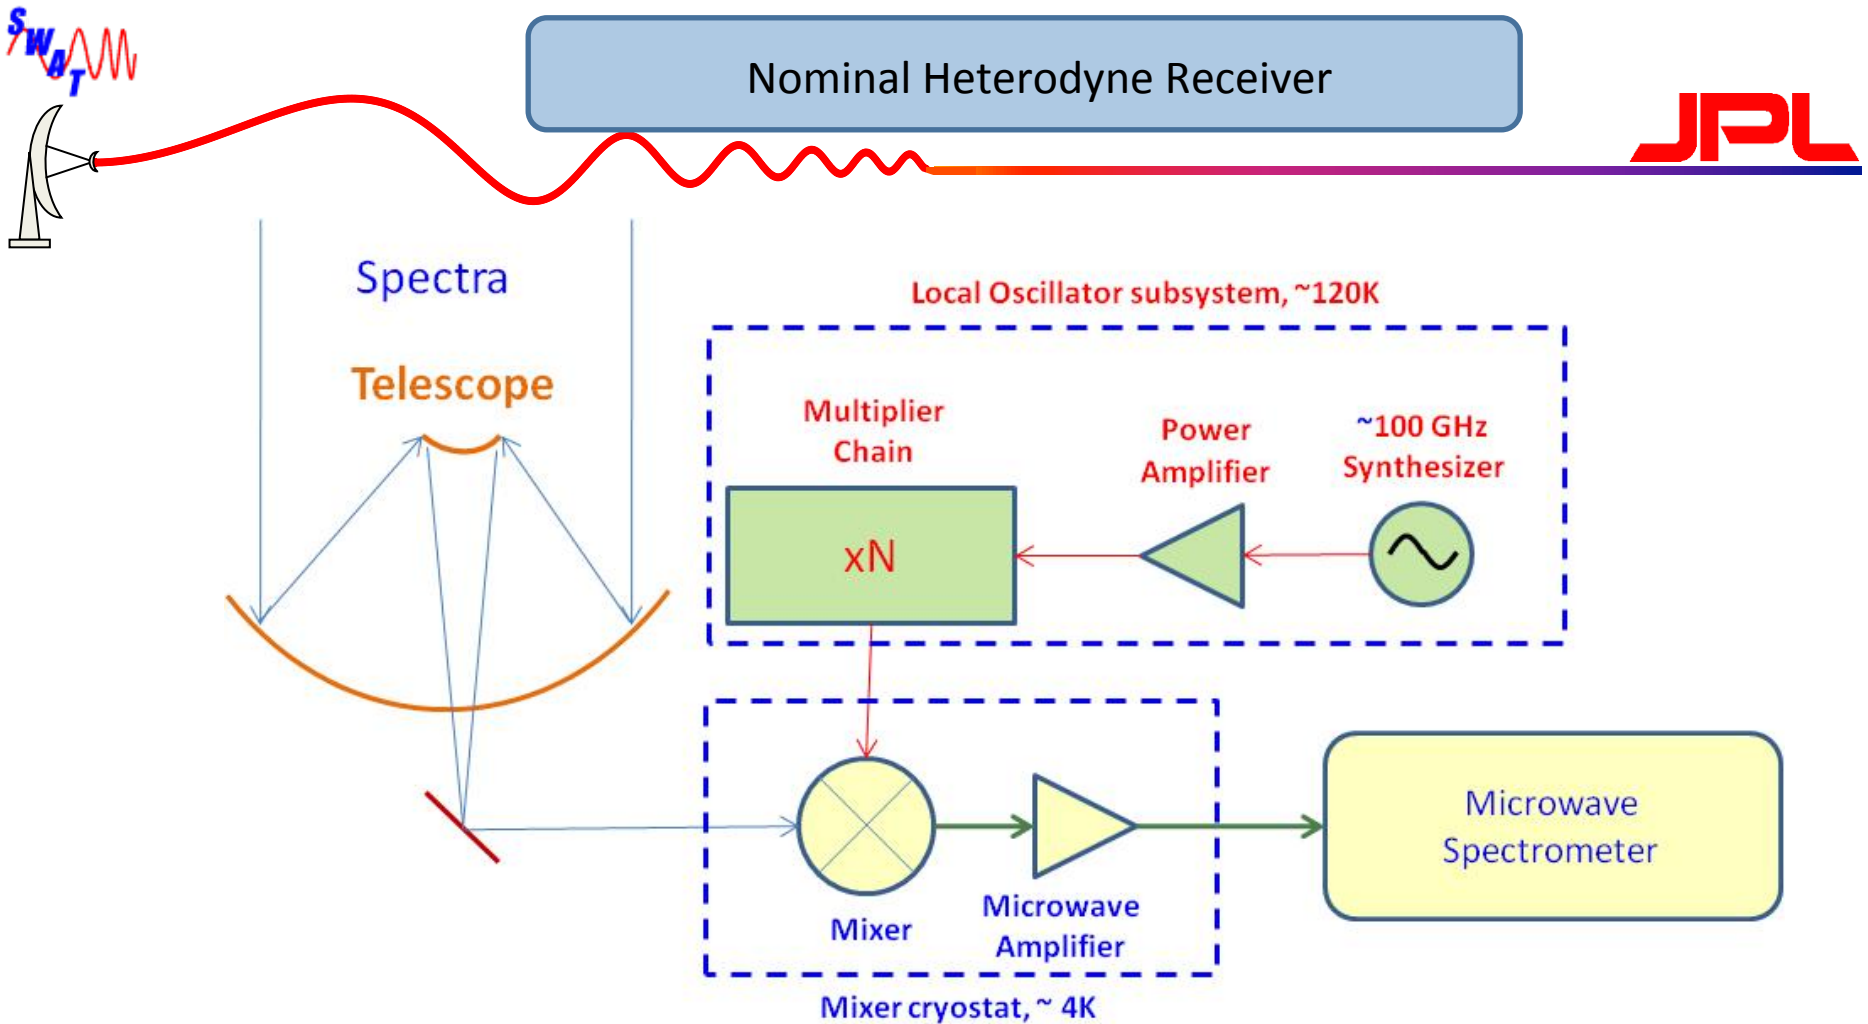 SWAT
Nominal Heterodyne Receiver
JPL
Spectra
Telescope
Local Oscillator subsystem, ~120K
Multiplier
Chain
Power
Amplifier
~100 GHz
Synthesizer
xN
Mixer
Microwave
Amplifier
Microwave
Spectrometer
Mixer cryostat, ~ 4K